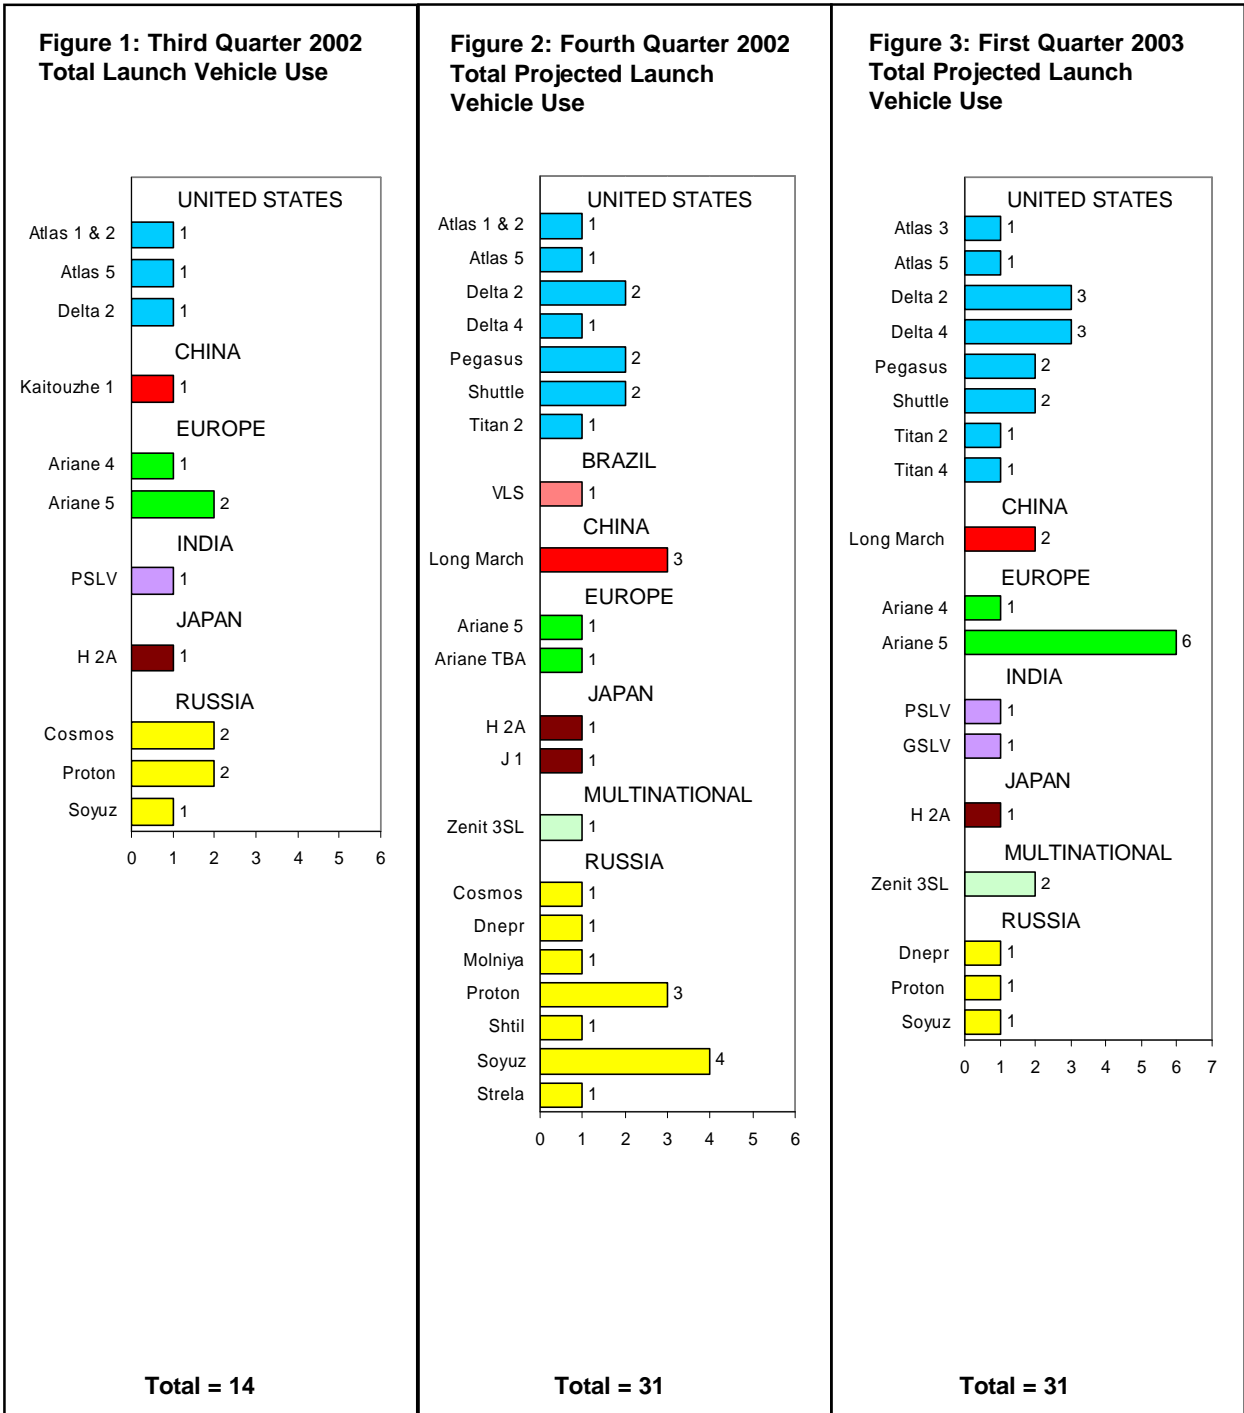 Figure 1: Third Quarter 2002
Total Launch Vehicle Use
UNITED STATES
Atlas 1 & 2 1
Atlas 5 1
Delta 2 1
CHINA
Kaitouzhe 1 1
EUROPE
Ariane 4 1
Ariane 5 2
INDIA
PSLV 1
JAPAN
H 2A 1
RUSSIA
Cosmos 2
Proton 2
Soyuz 1
0 1 2 3 4 5 6
Total = 14
Figure 2: Fourth Quarter 2002
Total Projected Launch
Vehicle Use
UNITED STATES
Atlas 1 & 2 1
Atlas 5 1
Delta 2 2
Delta 4 1
Pegasus 2
Shuttle 2
Titan 2 1
BRAZIL
VLS 1
CHINA
Long March 3
EUROPE
Ariane 5 1
Ariane TBA 1
JAPAN
H 2A 1
J 1 1
MULTINATIONAL
Zenit 3SL 1
RUSSIA
Cosmos 1
Dnepr 1
Molniya 1
Proton 3
Shtil 1
Soyuz 4
Strela 1
0 1 2 3 4 5 6
Total = 31
Figure 3: First Quarter 2003
Total Projected Launch
Vehicle Use
UNITED STATES
Atlas 3 1
Atlas 5 1
Delta 2 3
Delta 4 3
Pegasus 2
Shuttle 2
Titan 2 1
Titan 4 1
CHINA
Long March 2
EUROPE
Ariane 4 1
Ariane 5 6
INDIA
PSLV 1
GSLV 1
JAPAN
H 2A 1
MULTINATIONAL
Zenit 3SL 2
RUSSIA
Dnepr 1
Proton 1
Soyuz 1
0 1 2 3 4 5 6 7
Total = 31